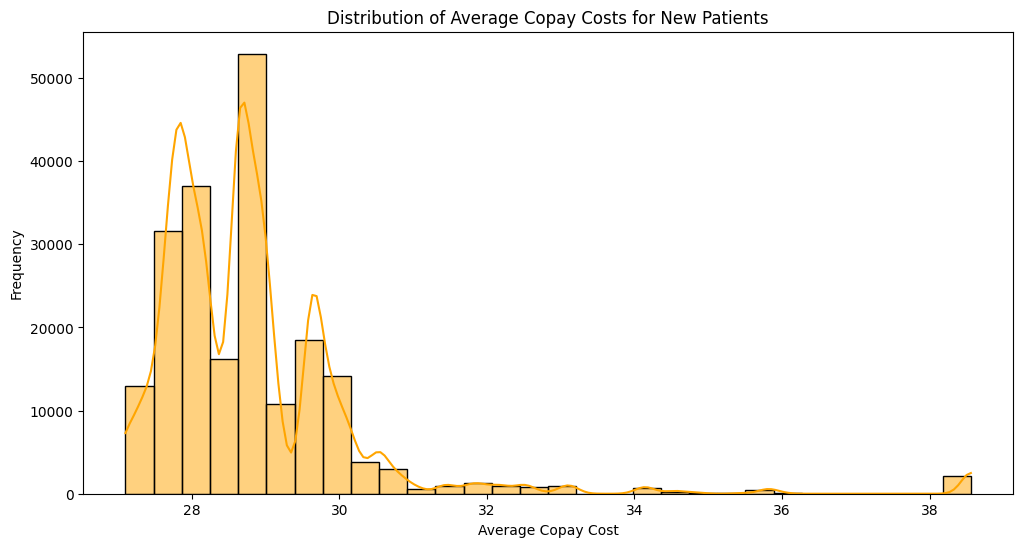 Distribution of Average Copay Costs for New Patients
Frequency
50000
40000
30000
20000
10000
0
28 30 32 34 36 38
Average Copay Cost